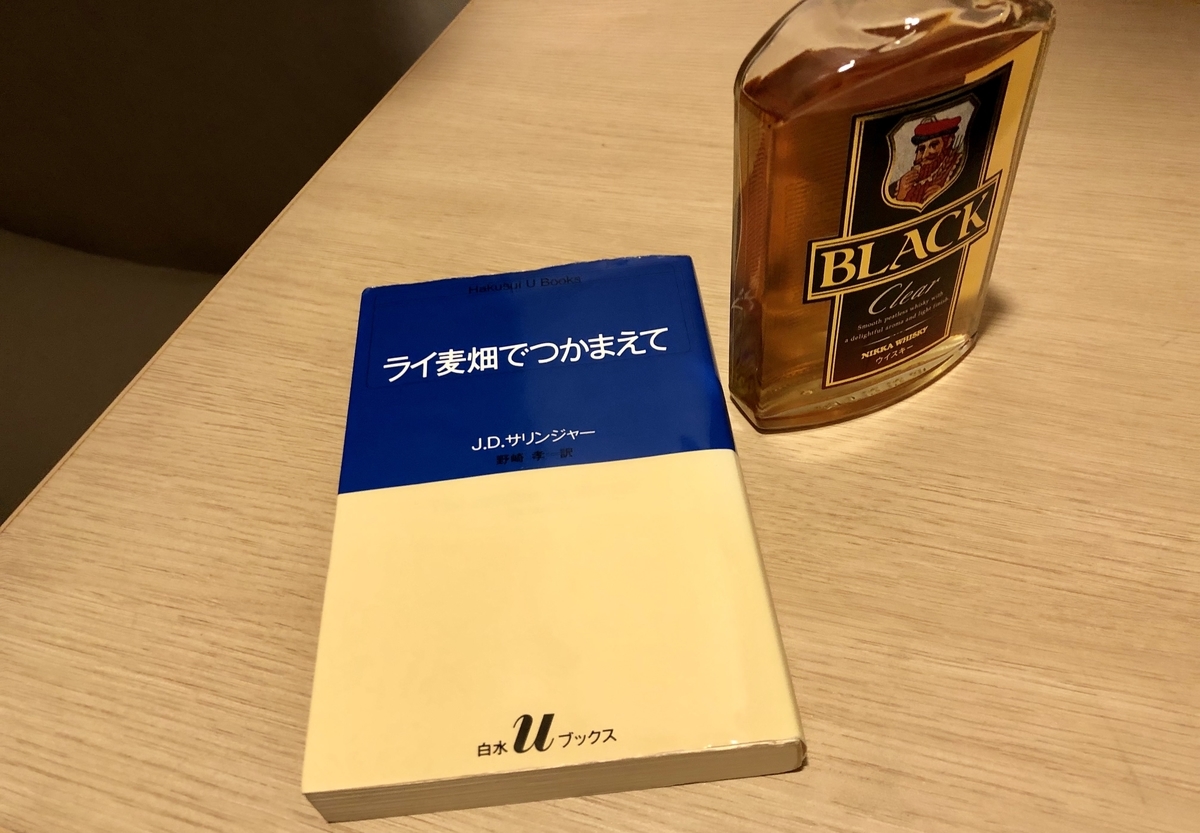 Hakusui U Books
ライ麦畑でつかまえて
J.D.サリンジャー
野崎 孝 訳
白水uブックス
BLACK
Clear
Smooth peatless whisky with
a delightful aroma and light finish.
NIKKA WHISKY
ウイスキー